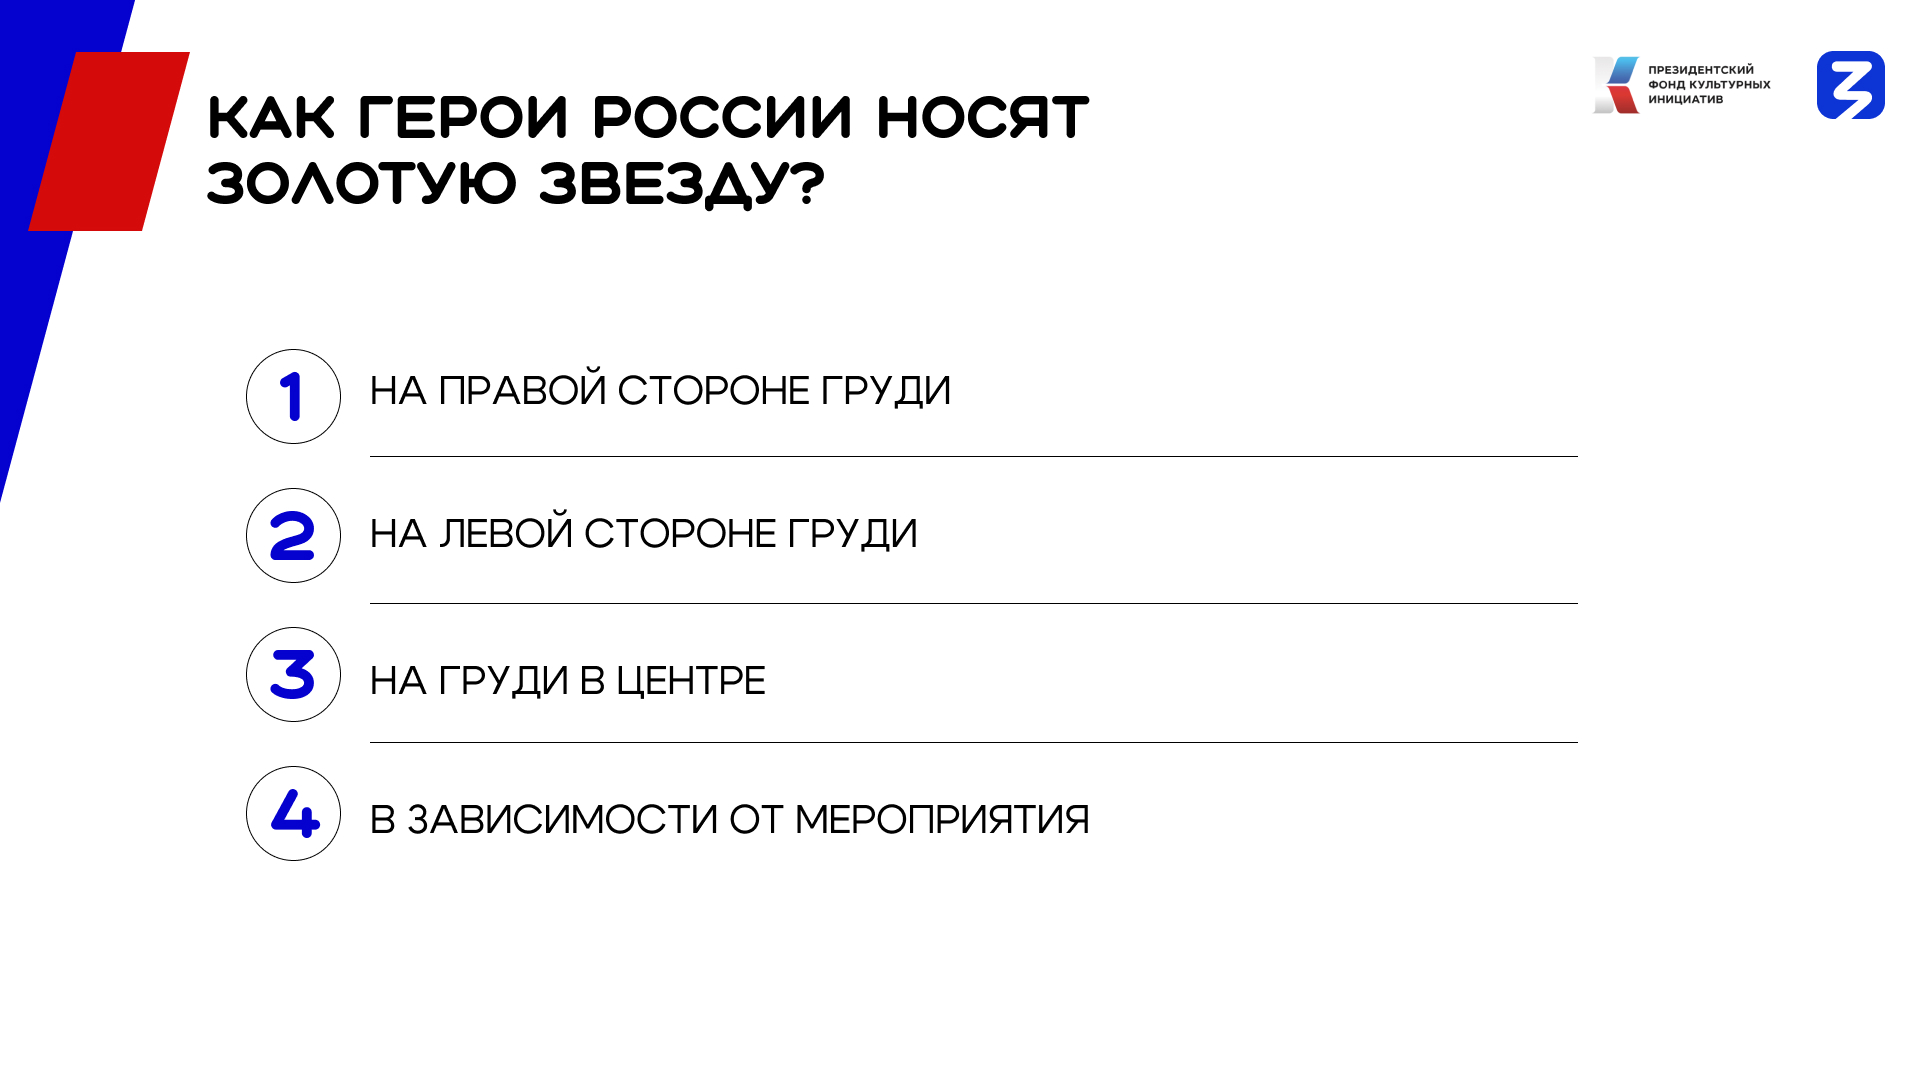 КАК ГЕРОИ РОССИИ НОСЯТ
ЗОЛОТУЮ ЗВЕЗДУ?
ПРЕЗИДЕНТСКИЙ
ФОНД КУЛЬТУРНЫХ
ИНИЦИАТИВ
1 НА ПРАВОЙ СТОРОНЕ ГРУДИ
2 НА ЛЕВОЙ СТОРОНЕ ГРУДИ
3 НА ГРУДИ В ЦЕНТРЕ
4 В ЗАВИСИМОСТИ ОТ МЕРОПРИЯТИЯ